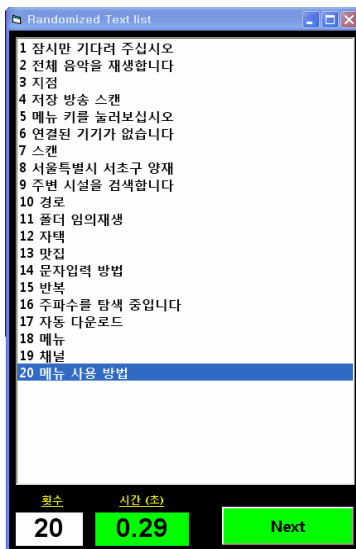 Randomized Text list
1 잠시만 기다려 주십시오
2 전체 음악을 재생합니다
3 지점
4 저장 방송 스캔
5 메뉴 키를 눌러보십시오
6 연결된 기기가 없습니다
7 스캔
8 서울특별시 서초구 양재
9 주변 시설을 검색합니다
10 경로
11 폴더 임의재생
12 자택
13 맛집
14 문자입력 방법
15 반복
16 주파수를 탐색 중입니다
17 자동 다운로드
18 메뉴
19 채널
20 메뉴 사용 방법
횟수 시간 (초)
20 0.29 Next